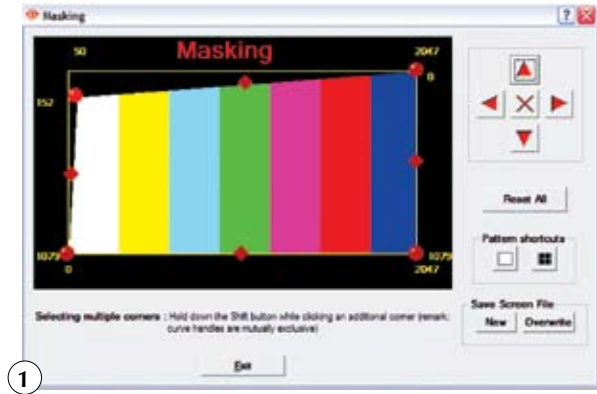 Masking
Masking
50
2047
0
152
1079
0
1079
2047
Reset All
Pattern shortcuts
Save Screen File
New Overwrite
Selecting multiple corners : Hold down the Shift button while clicking an additional corner (remark:
curve handles are mutually exclusive)
Exit
1